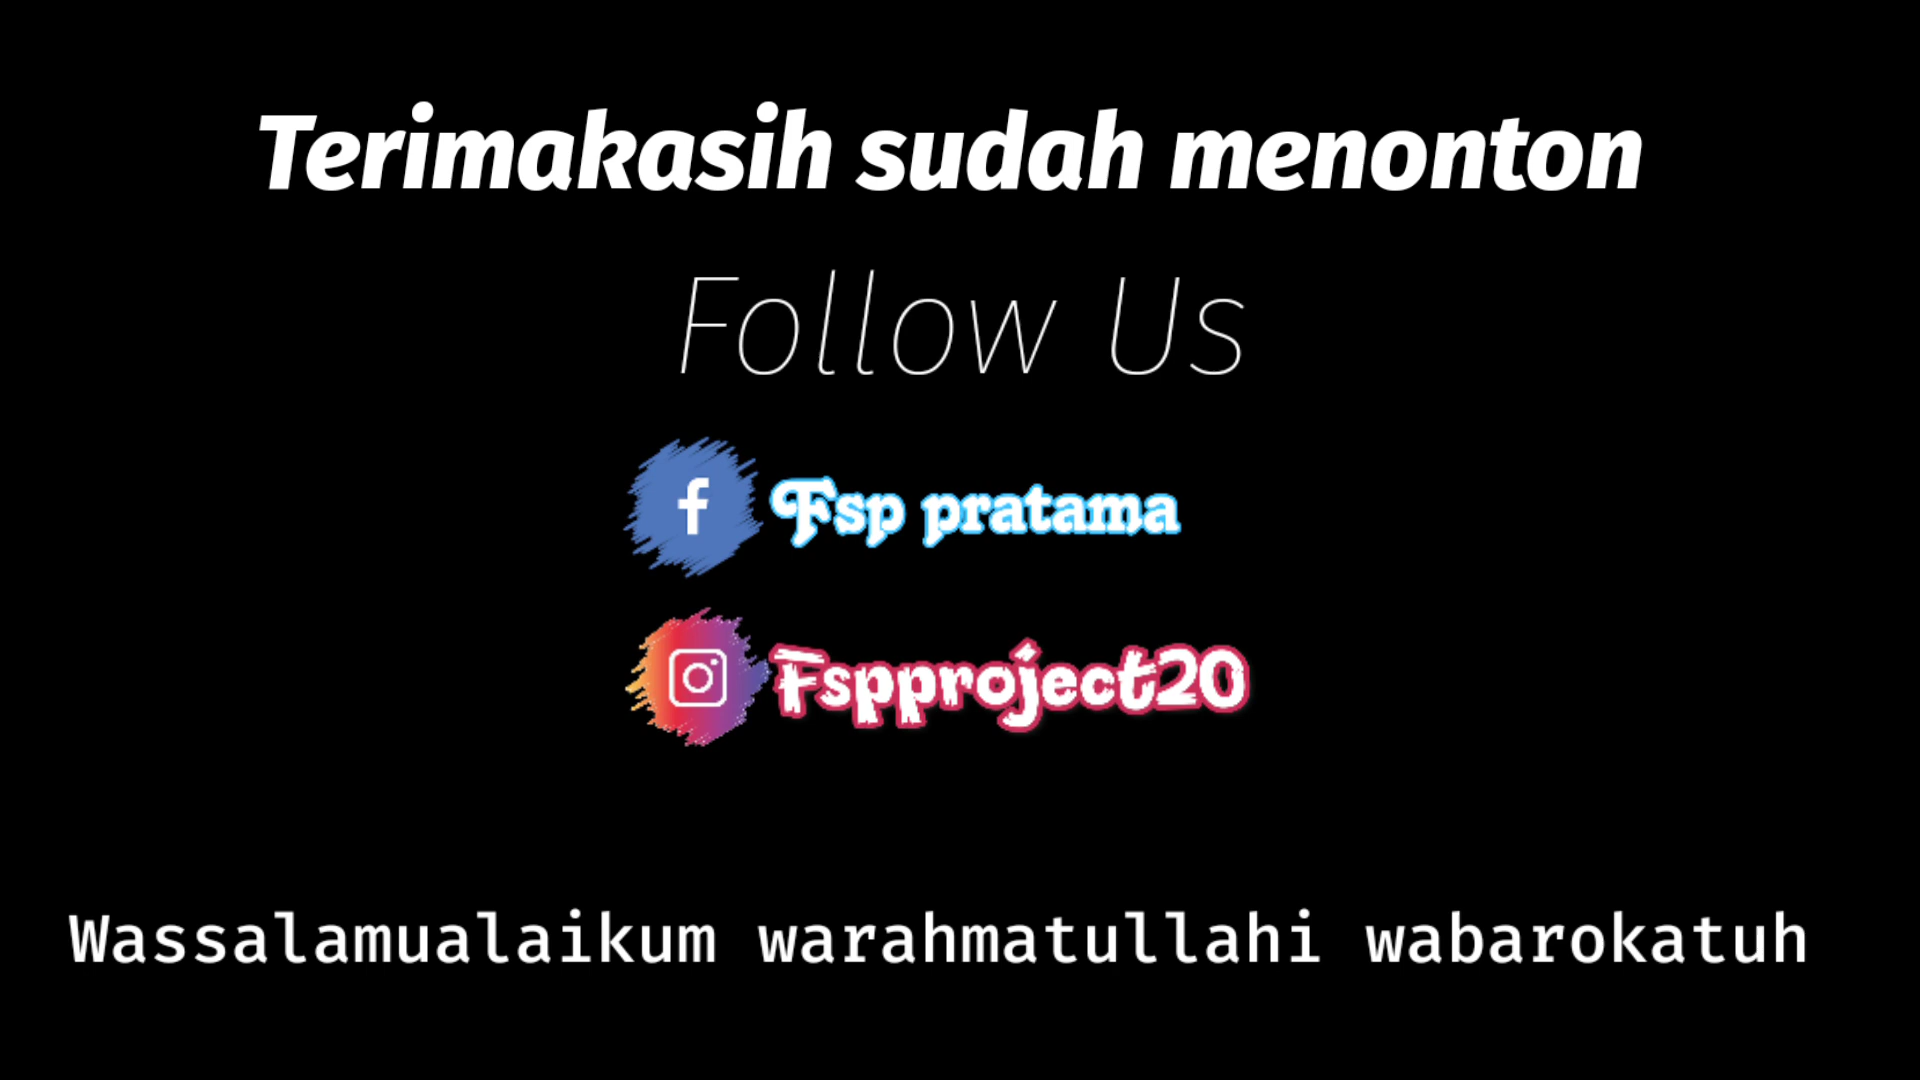 Terimakasih sudah menonton
Follow Us
Fsp pratama
Fspproject20
Wassalamualaikum warahmatullahi wabarokatuh